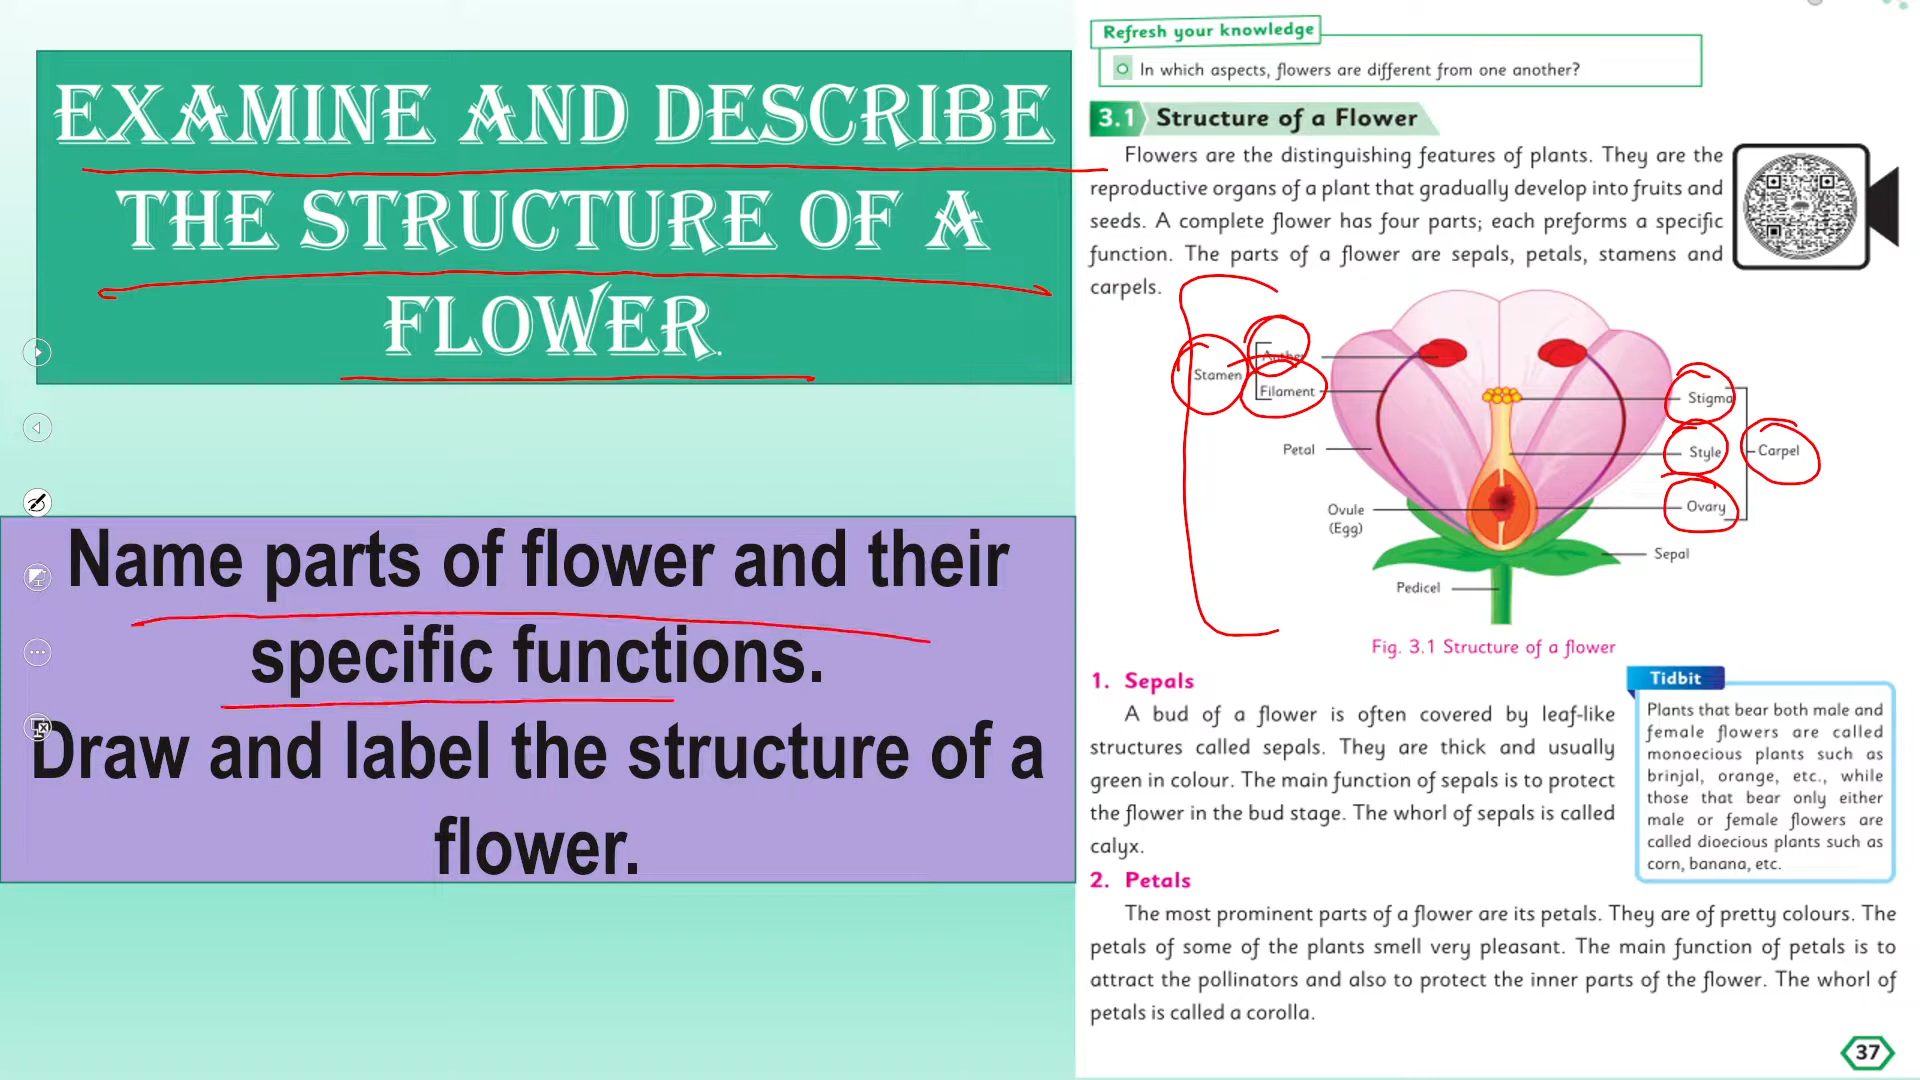 EXAMINE AND DESCRIBE
THE STRUCTURE OF A
FLOWER.
Name parts of flower and their
specific functions.
Draw and label the structure of a
flower.
Refresh your knowledge
In which aspects, flowers are different from one another?
3.1 Structure of a Flower
Flowers are the distinguishing features of plants. They are the
reproductive organs of a plant that gradually develop into fruits and
seeds. A complete flower has four parts; each preforms a specific
function. The parts of a flower are sepals, petals, stamens and
carpels.
Anther
Stamen
Filament
Petal
Ovule
(Egg)
Pedicel
Stigma
Style
Carpel
Ovary
Sepal
Fig. 3.1 Structure of a flower
1. Sepals
A bud of a flower is often covered by leaf-like
structures called sepals. They are thick and usually
green in colour. The main function of sepals is to protect
the flower in the bud stage. The whorl of sepals is called
calyx.
Tidbit
Plants that bear both male and
female flowers are called
monoecious plants such as
brinjal, orange, etc., while
those that bear only either
male or female flowers are
called dioecious plants such as
corn, banana, etc.
2. Petals
The most prominent parts of a flower are its petals. They are of pretty colours. The
petals of some of the plants smell very pleasant. The main function of petals is to
attract the pollinators and also to protect the inner parts of the flower. The whorl of
petals is called a corolla.
37